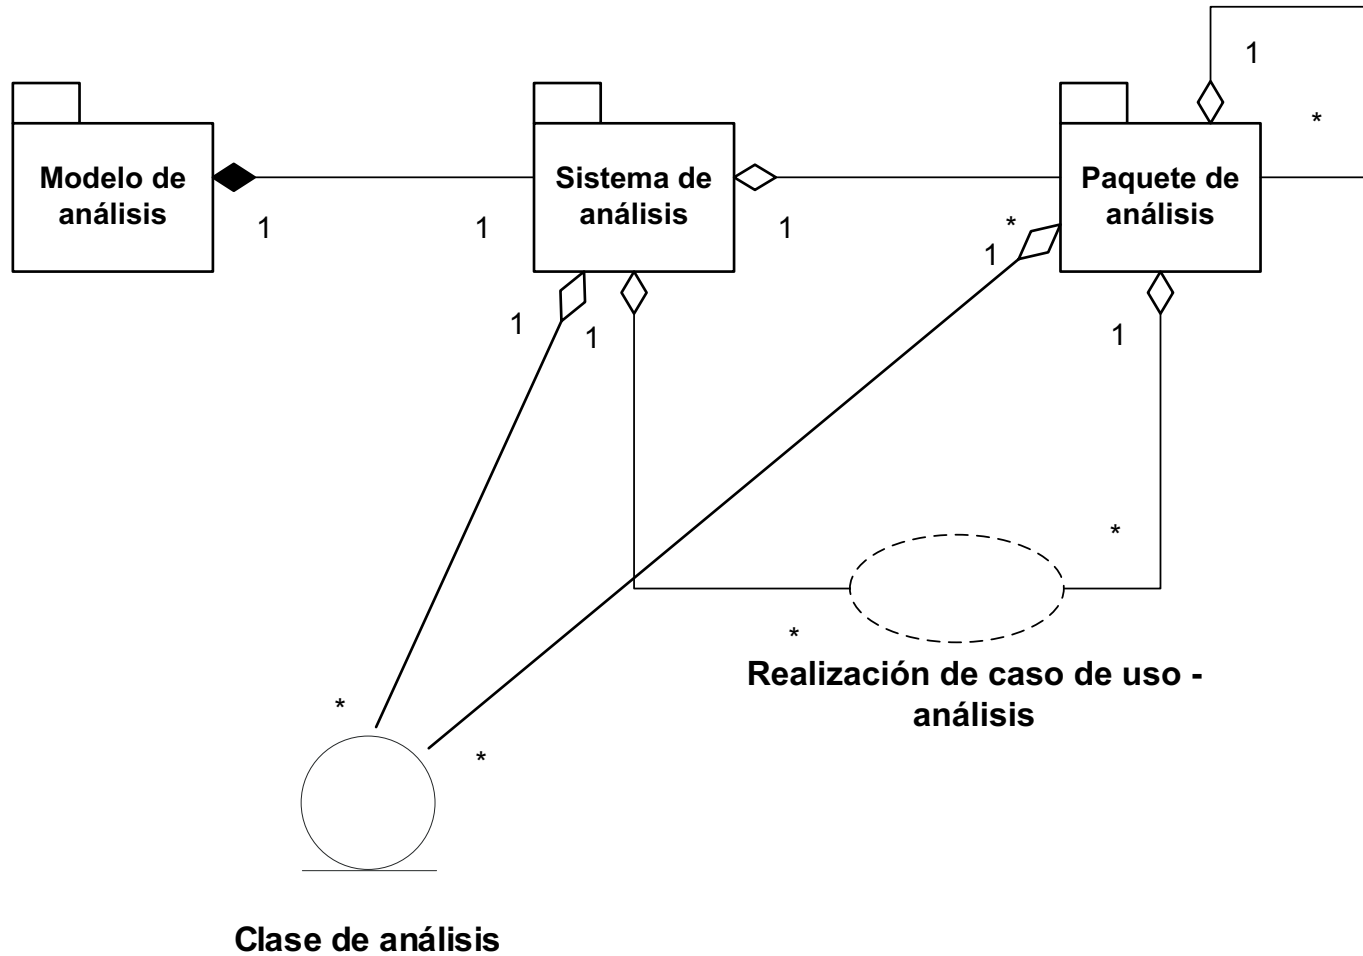 1
*
Modelo de
análisis
Sistema de
análisis
Paquete de
análisis
1
1
1
*
1
1
1
1
*
*
*
*
Realización de caso de uso -
análisis
Clase de análisis